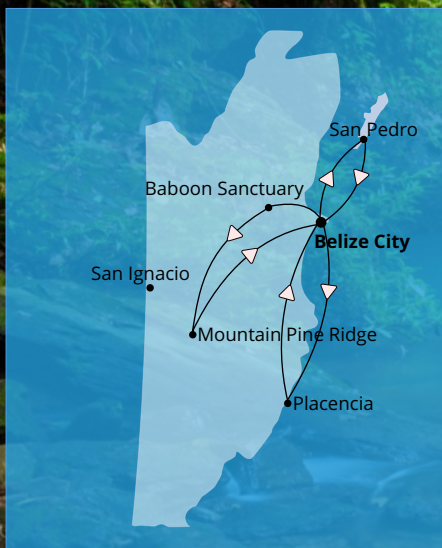 San Pedro
Baboon Sanctuary
Belize City
San Ignacio
Mountain Pine Ridge
Placencia